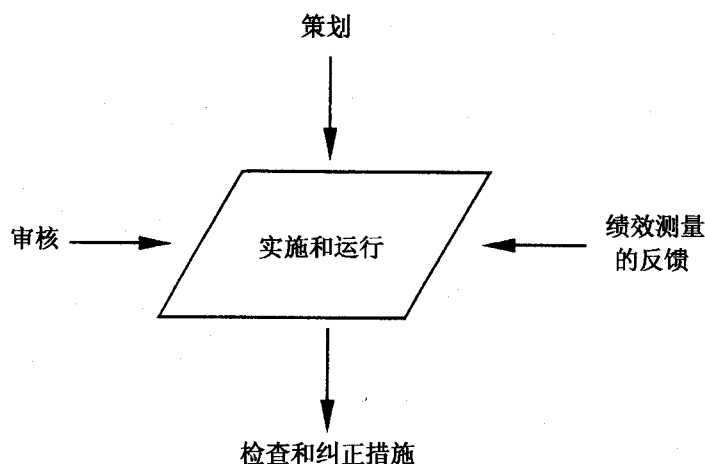 策划
审核
实施和运行
绩效测量
的反馈
检查和纠正措施